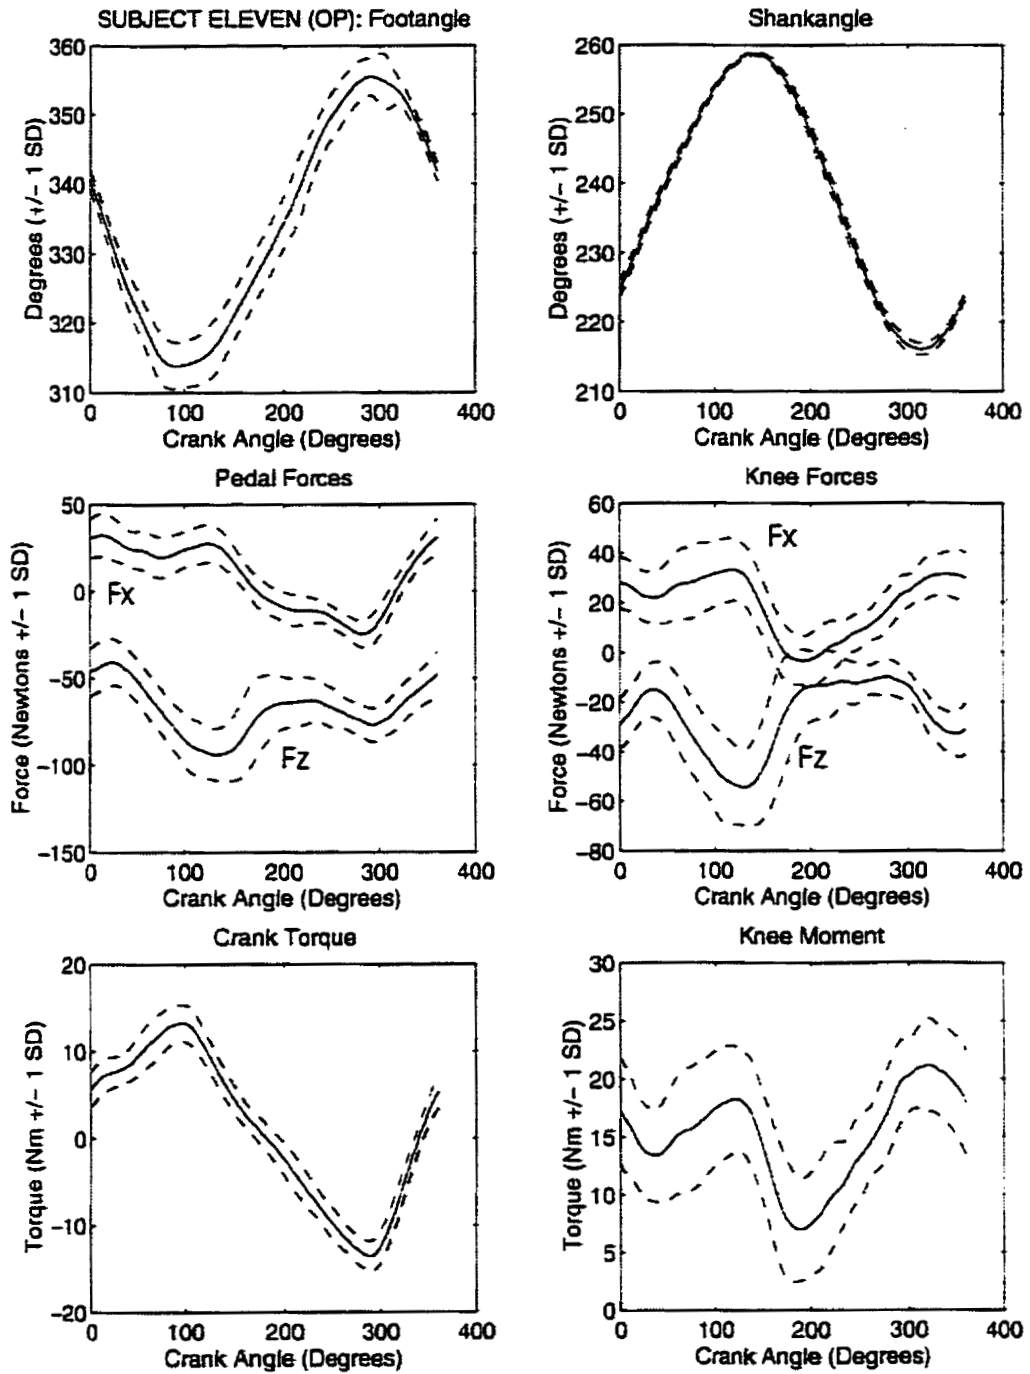 SUBJECT ELEVEN (OP): Footangle
Degrees (+/− 1 SD)
360
350
340
330
320
310
0 100 200 300 400
Crank Angle (Degrees)
Shankangle
Degrees (+/− 1 SD)
260
250
240
230
220
210
0 100 200 300 400
Crank Angle (Degrees)
Pedal Forces
Force (Newtons +/− 1 SD)
50
0
−50
−100
−150
Fx
Fz
0 100 200 300 400
Crank Angle (Degrees)
Knee Forces
Force (Newtons +/− 1 SD)
60
40
20
0
−20
−40
−60
−80
Fx
Fz
0 100 200 300 400
Crank Angle (Degrees)
Crank Torque
Torque (Nm +/− 1 SD)
20
10
0
−10
−20
0 100 200 300 400
Crank Angle (Degrees)
Knee Moment
Torque (Nm +/− 1 SD)
30
25
20
15
10
5
0
0 100 200 300 400
Crank Angle (Degrees)